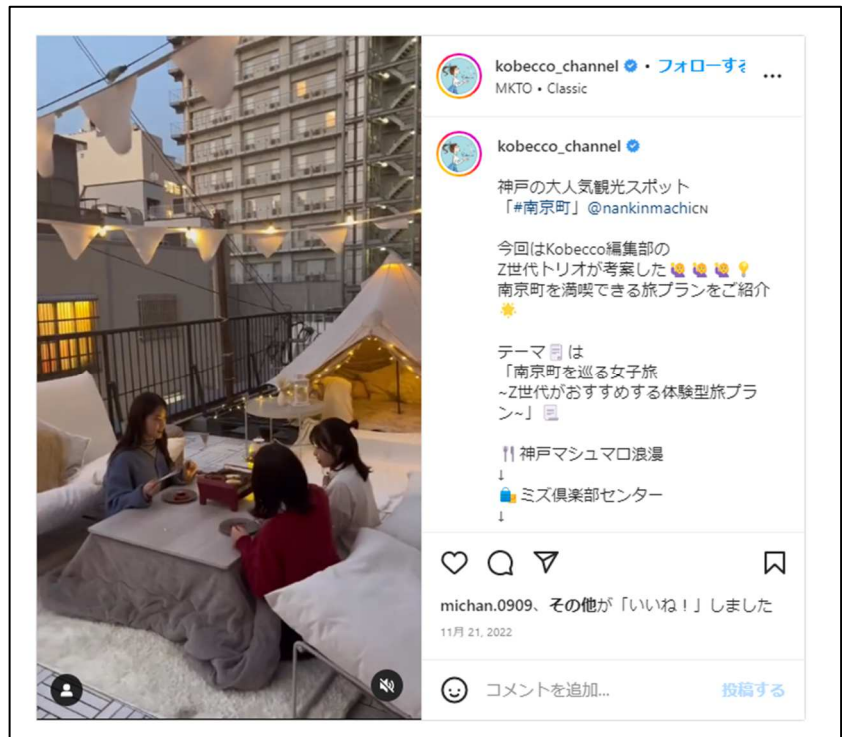 kobecco_channel • フォローする
MKTO • Classic
kobecco_channel
神戸の大人気観光スポット
「#南京町」@nankinmachiCN
今回はKobecco編集部の
Z世代トリオが考案した🙋‍♀️🙋‍♀️🙋‍♀️💡
南京町を満喫できる旅プランをご紹介
🌟
テーマ📃は
「南京町を巡る女子旅
~Z世代がおすすめする体験型旅プラ
ン~」📃
🍴神戸マシュマロ浪漫
↓
🛍️ミズ倶楽部センター
↓
michan.0909、その他が「いいね！」しました
11月 21, 2022
コメントを追加... 投稿する